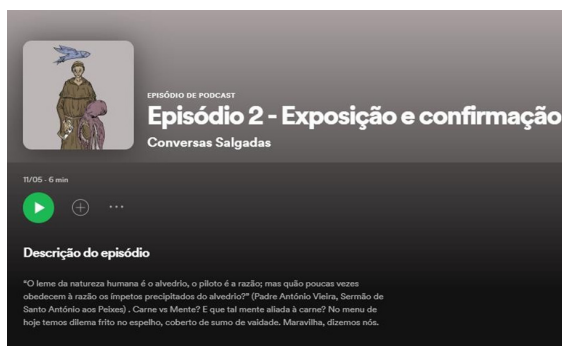 EPISÓDIO DE PODCAST
Episódio 2 - Exposição e confirmação
Conversas Salgadas
11/05 · 6 min
Descrição do episódio
"O leme da natureza humana é o alvedrio, o piloto é a razão; mas quão poucas vezes
obedecem à razão os ímpetos precipitados do alvedrio?" (Padre António Vieira, Sermão de
Santo António aos Peixes) . Carne vs Mente? E que tal mente aliada à carne? No menu de
hoje temos dilema frito no espelho, coberto de sumo de vaidade. Maravilha, dizemos nós.